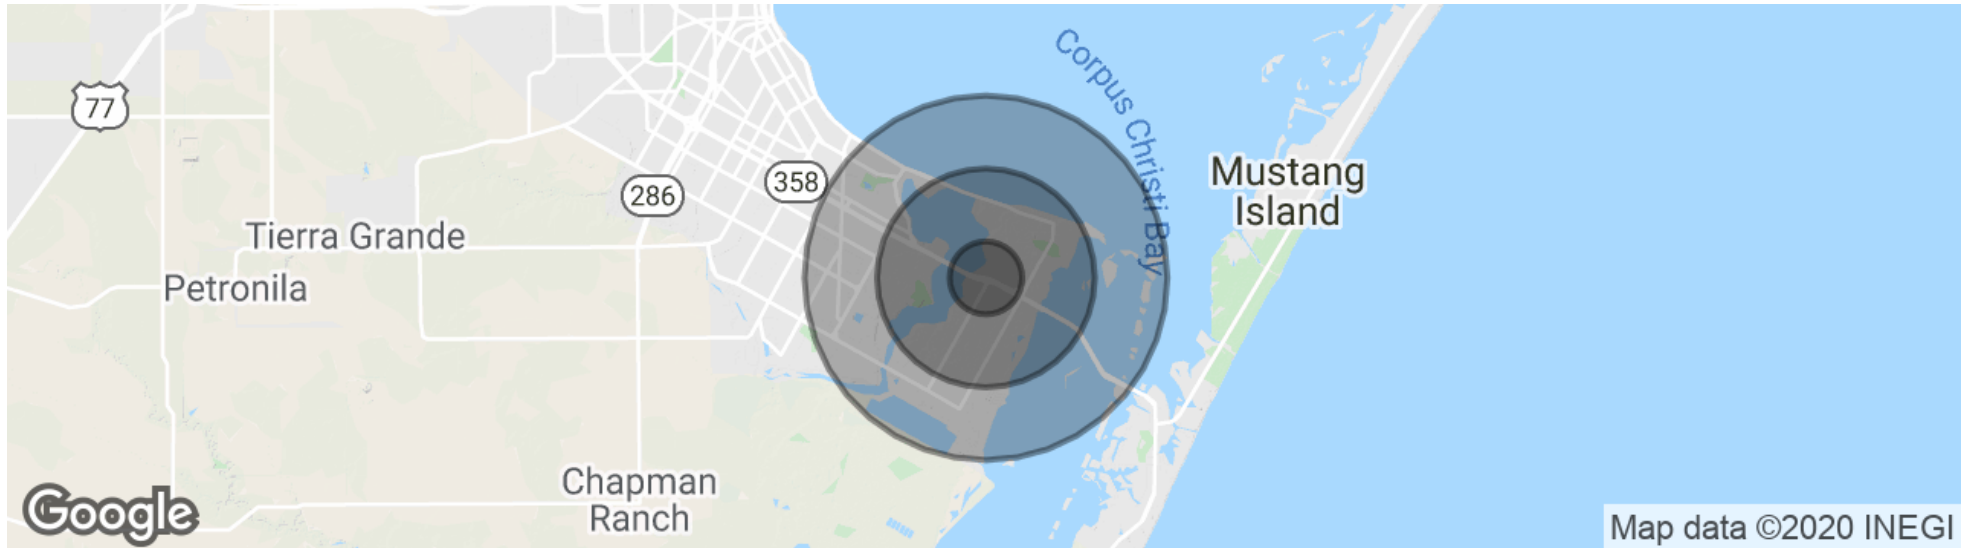 77
Corpus Christi Bay
358
286
Mustang
Island
Tierra Grande
Petronila
Chapman
Ranch
Google
Map data ©2020 INEGI